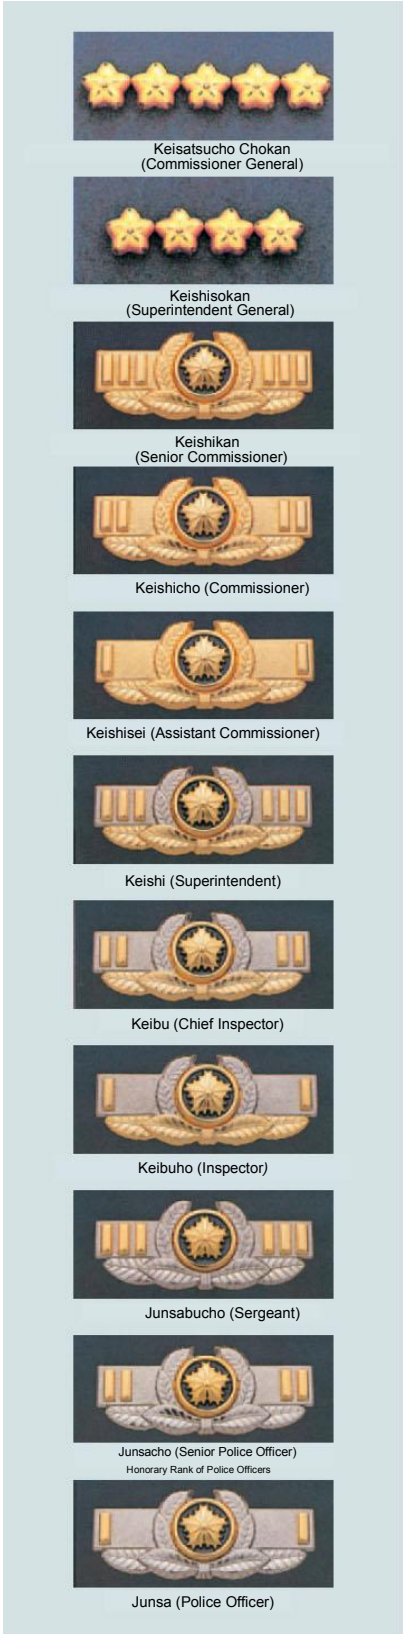 Keisatsucho Chokan
(Commissioner General)
Keishisokan
(Superintendent General)
Keishikan
(Senior Commissioner)
Keishicho (Commissioner)
Keishisei (Assistant Commissioner)
Keishi (Superintendent)
Keibu (Chief Inspector)
Keibuho (Inspector)
Junsabucho (Sergeant)
Junsacho (Senior Police Officer)
Honorary Rank of Police Officers
Junsa (Police Officer)